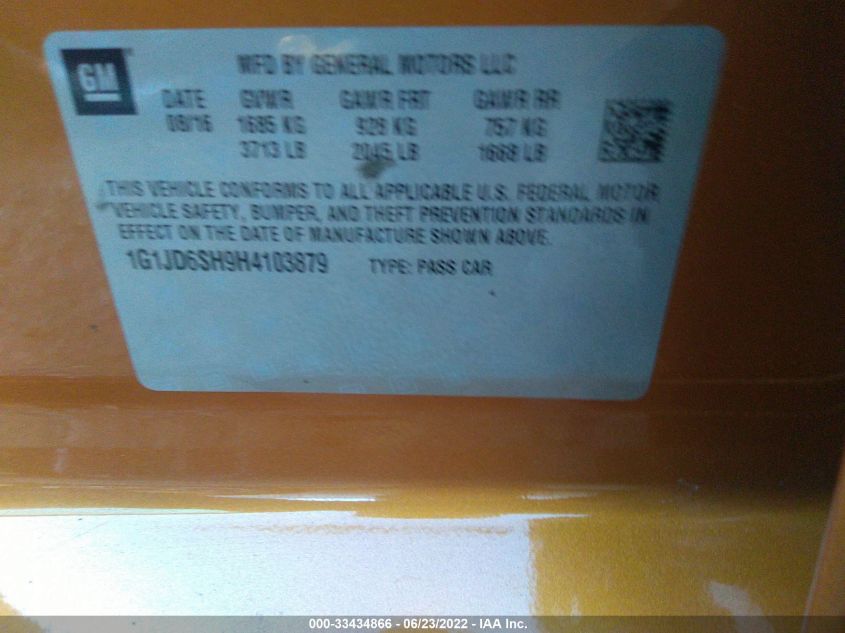 GM
MFD BY GENERAL MOTORS LLC
DATE GVWR GAWR FRT GAWR RR
08/16 1685 KG 928 KG 757 KG
3713 LB 2045 LB 1668 LB
THIS VEHICLE CONFORMS TO ALL APPLICABLE U.S. FEDERAL MOTOR
VEHICLE SAFETY, BUMPER, AND THEFT PREVENTION STANDARDS IN
EFFECT ON THE DATE OF MANUFACTURE SHOWN ABOVE.
1G1JD6SH9H4103879 TYPE: PASS CAR
000-33434866 - 06/23/2022 - IAA Inc.